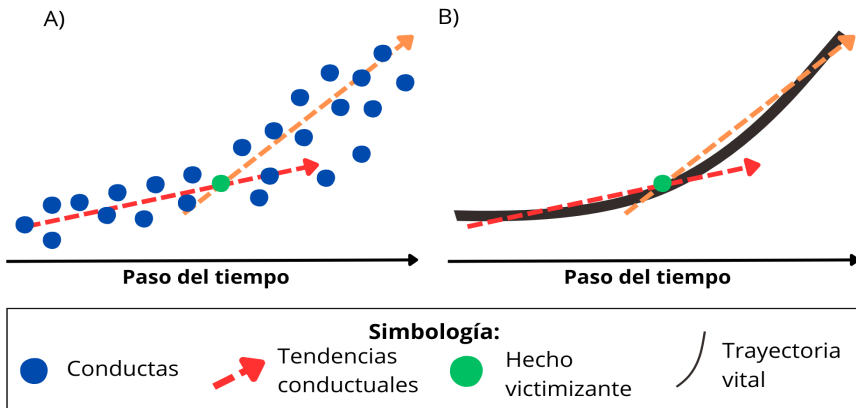 A)
B)
Paso del tiempo
Paso del tiempo
Simbología:
Conductas
Tendencias
conductuales
Hecho
victimizante
Trayectoria
vital